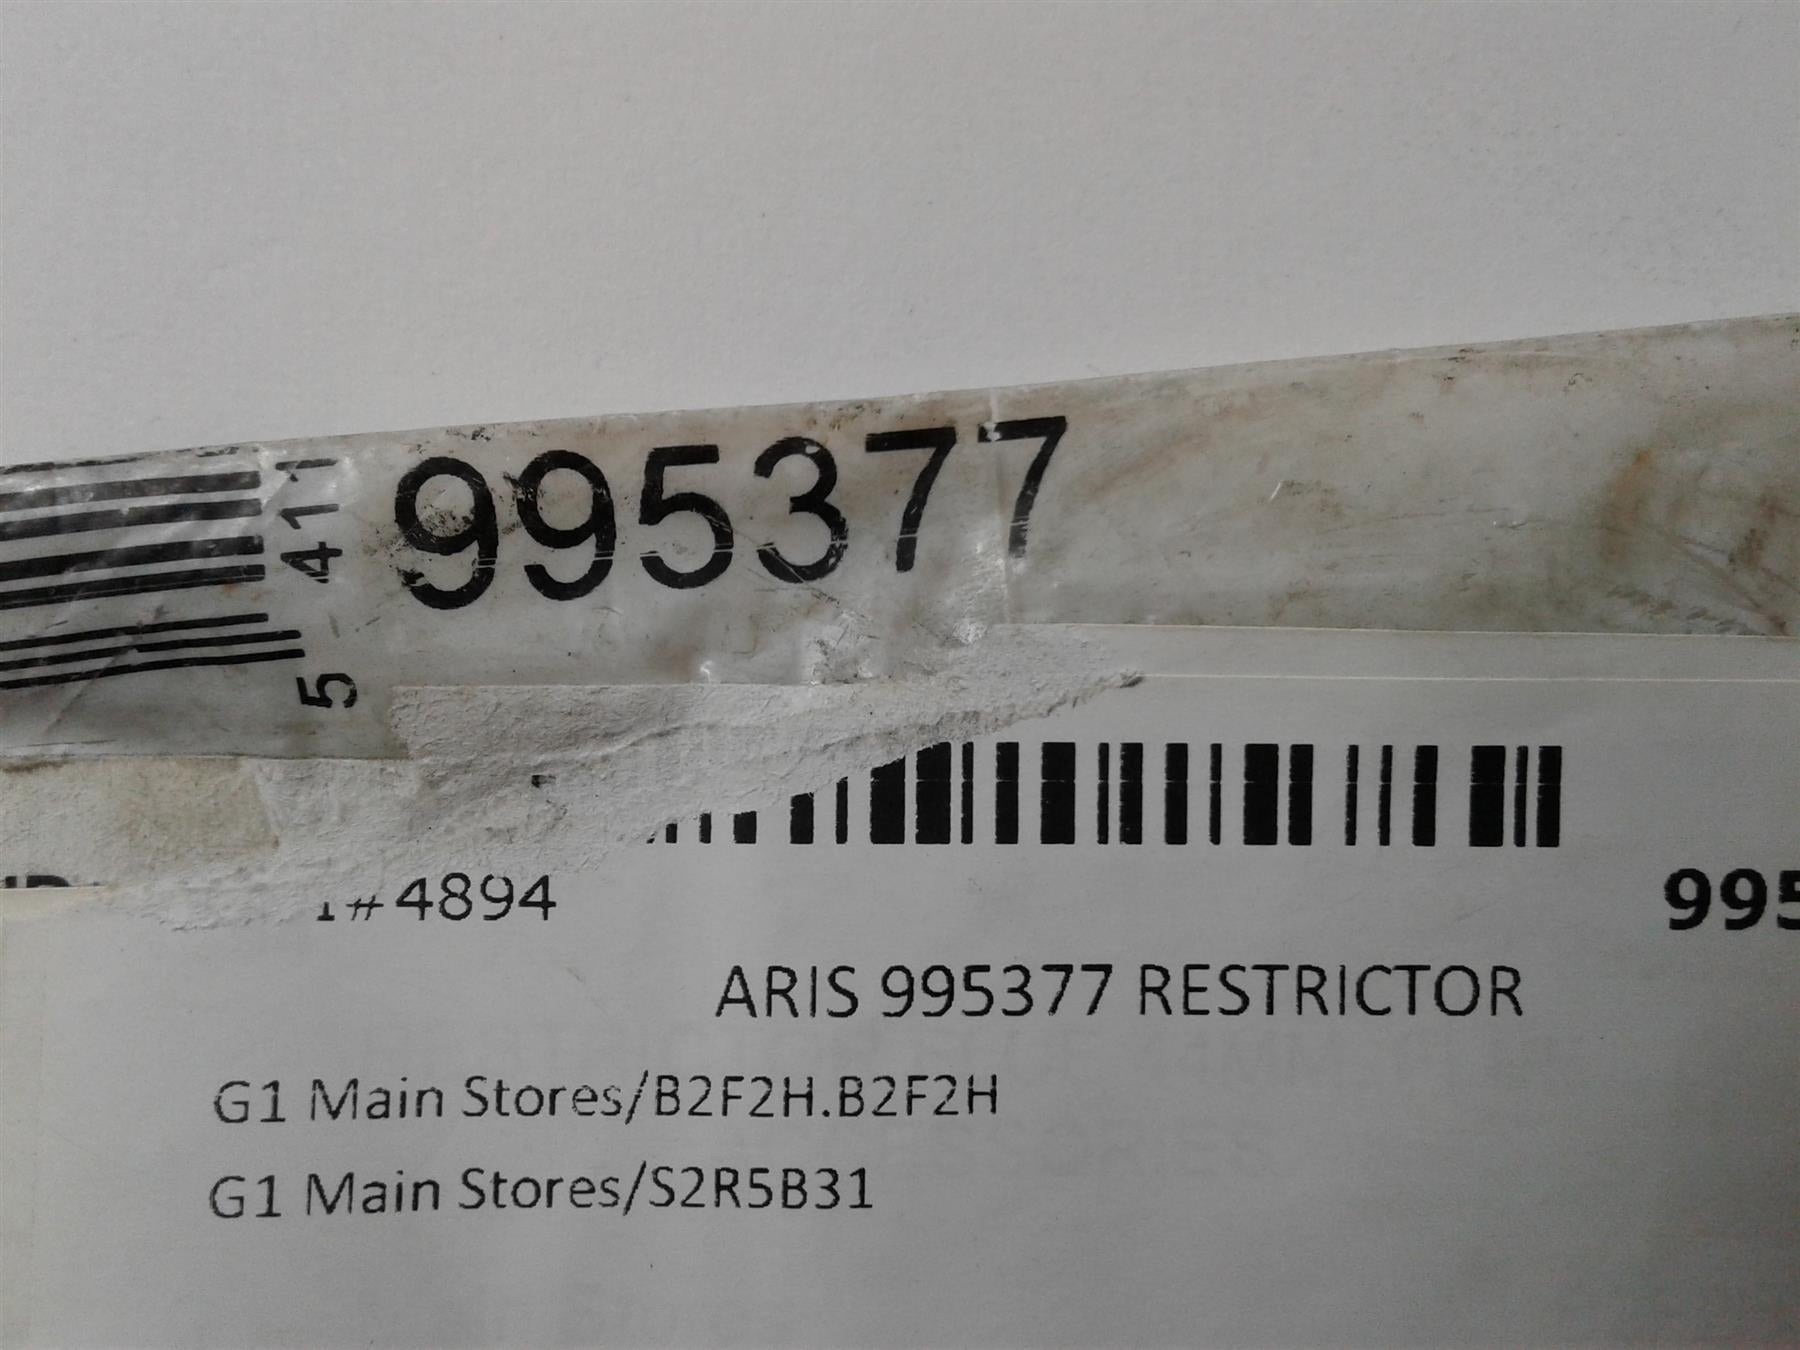 995377
5 411
#4894
995
ARIS 995377 RESTRICTOR
G1 Main Stores/B2F2H.B2F2H
G1 Main Stores/S2R5B31